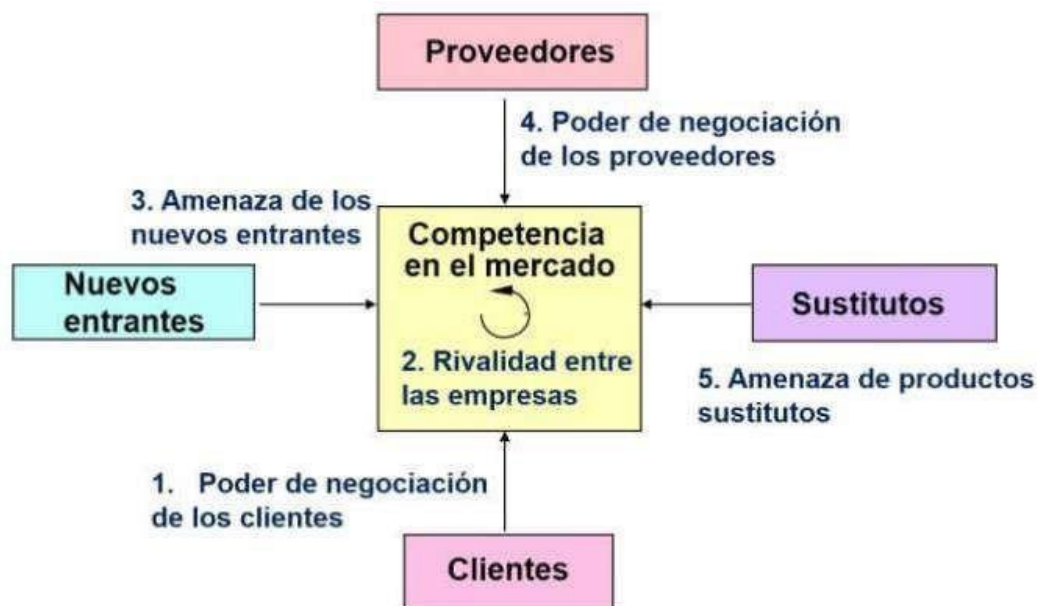 Proveedores
4. Poder de negociación
de los proveedores
3. Amenaza de los
nuevos entrantes
Competencia
en el mercado
Nuevos
entrantes
Sustitutos
2. Rivalidad entre
las empresas
5. Amenaza de productos
sustitutos
1. Poder de negociación
de los clientes
Clientes